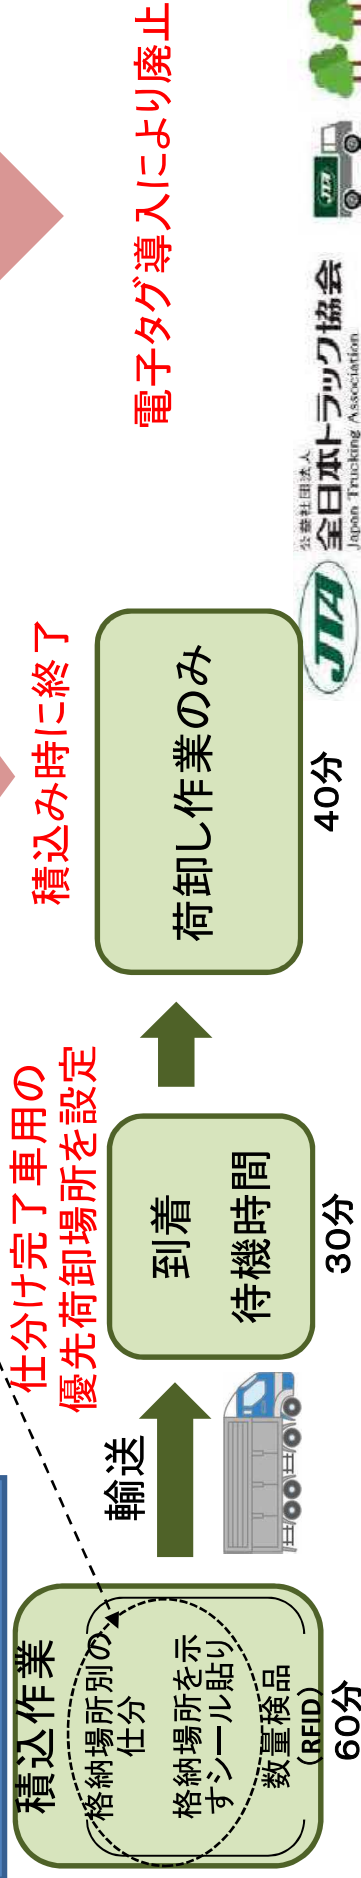 積込作業
格納場所別の
仕分
格納場所を示
すシール貼り
数量検品
（RFID）
60分
輸送
仕分け完了車用の
優先荷卸場所を設定
到着
待機時間
30分
積込み時に終了
荷卸し作業のみ
40分
電子タグ導入により廃止
JTA
公益社団法人
全日本トラック協会
Japan Trucking Association
JTA